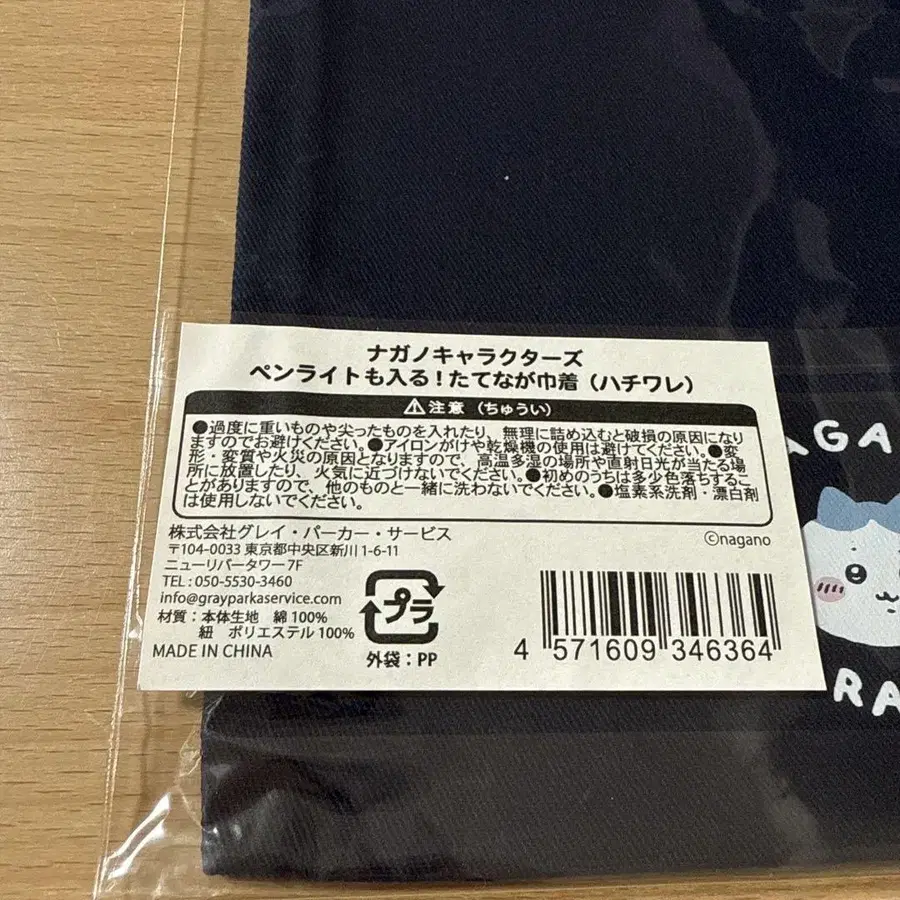 ナガノキャラクターズ
ペンライトも入る!たてなが巾着(ハチワレ)
⚠注意(ちゅうい)
●過度に重いものや尖ったものを入れたり、無理に詰め込むと破損の原因になり
ますのでお避けください。●アイロンがけや乾燥機の使用は避けてください。●変
形・変質や火災の原因となりますので、高温多湿の場所や直射日光が当たる場
所に放置したり、火気に近づけないでください。●初めのうちは多少色落ちするこ
とがありますので、他のものと一緒に洗わないでください。●塩素系洗剤・漂白剤
は使用しないでください。
株式会社グレイ・パーカー・サービス
〒104-0033 東京都中央区新川1-6-11
ニューリバータワー7F
TEL:050-5530-3460
info@grayparkaservice.com
材質:本体生地 綿100%
紐 ポリエステル100%
MADE IN CHINA
プラ
外袋:PP
©nagano
4 571609 346364
AGA
RA